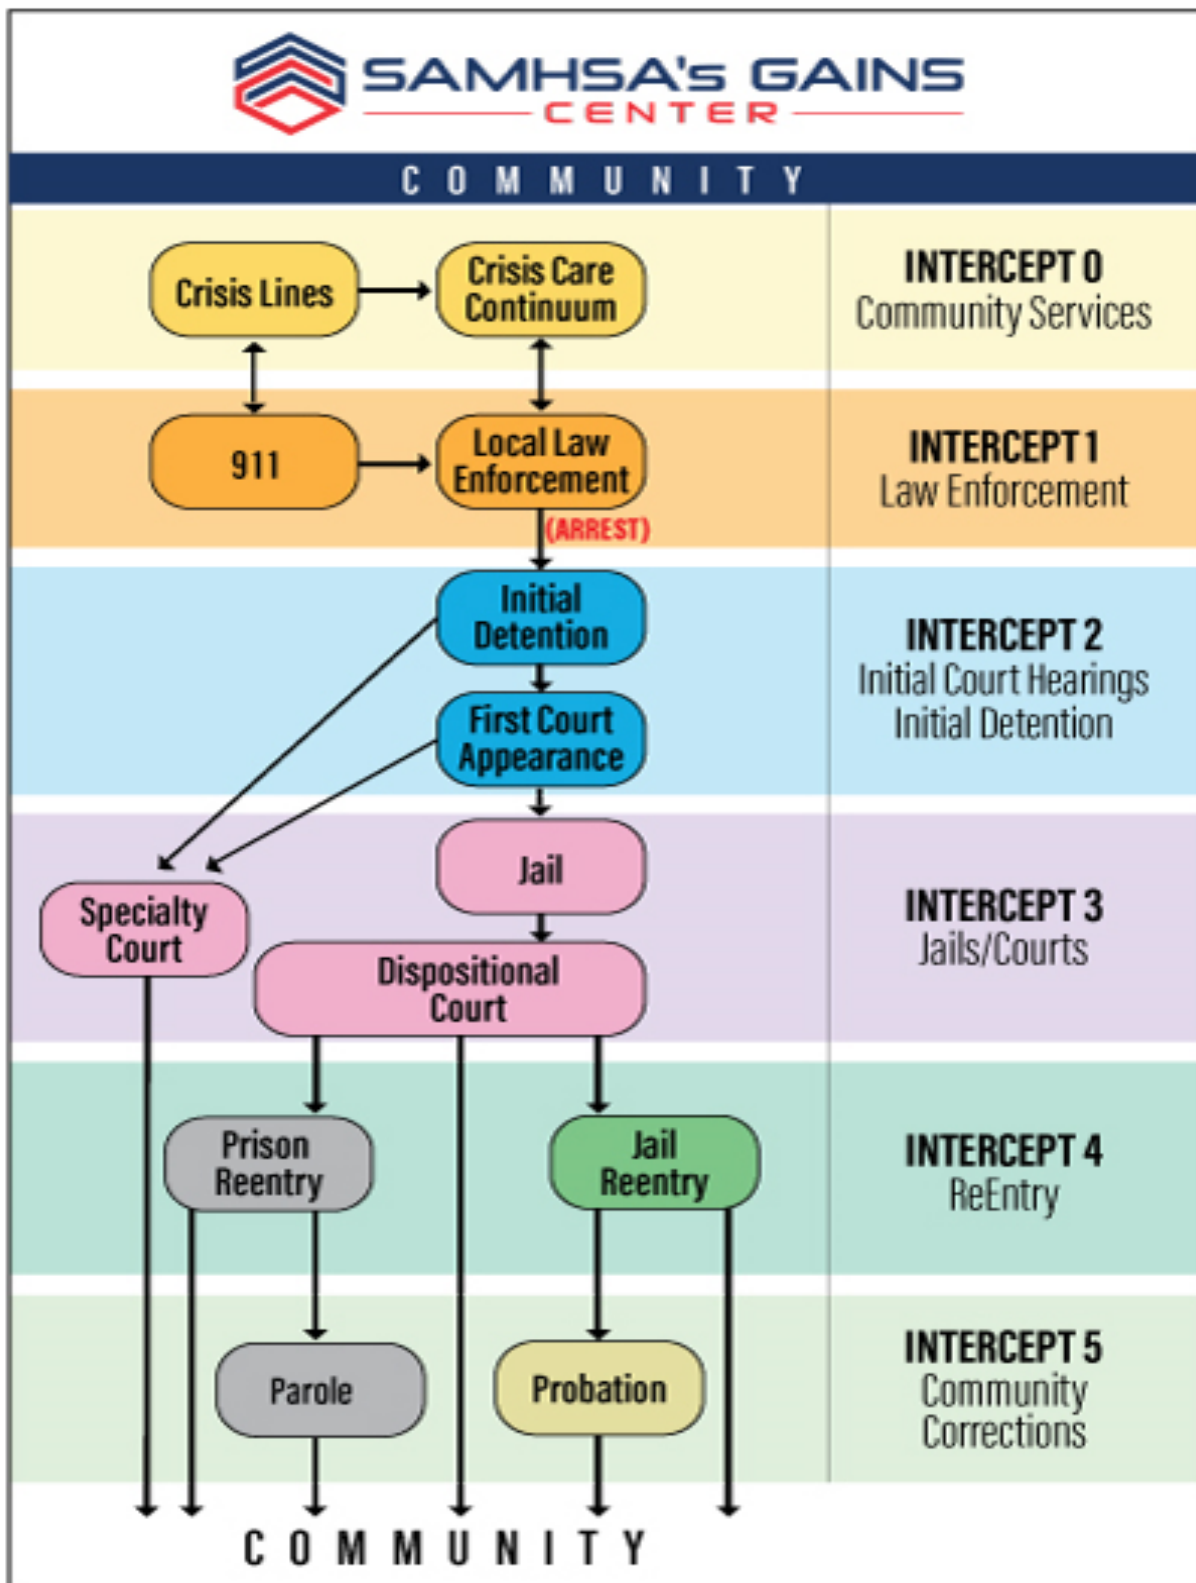 SAMHSA's GAINS
CENTER
COMMUNITY
Crisis Lines
Crisis Care
Continuum
INTERCEPT 0
Community Services
911
Local Law
Enforcement
(ARREST)
INTERCEPT 1
Law Enforcement
Initial
Detention
First Court
Appearance
INTERCEPT 2
Initial Court Hearings
Initial Detention
Jail
Specialty
Court
Dispositional
Court
INTERCEPT 3
Jails/Courts
Prison
Reentry
Jail
Reentry
INTERCEPT 4
ReEntry
Parole
Probation
INTERCEPT 5
Community
Corrections
COMMUNITY